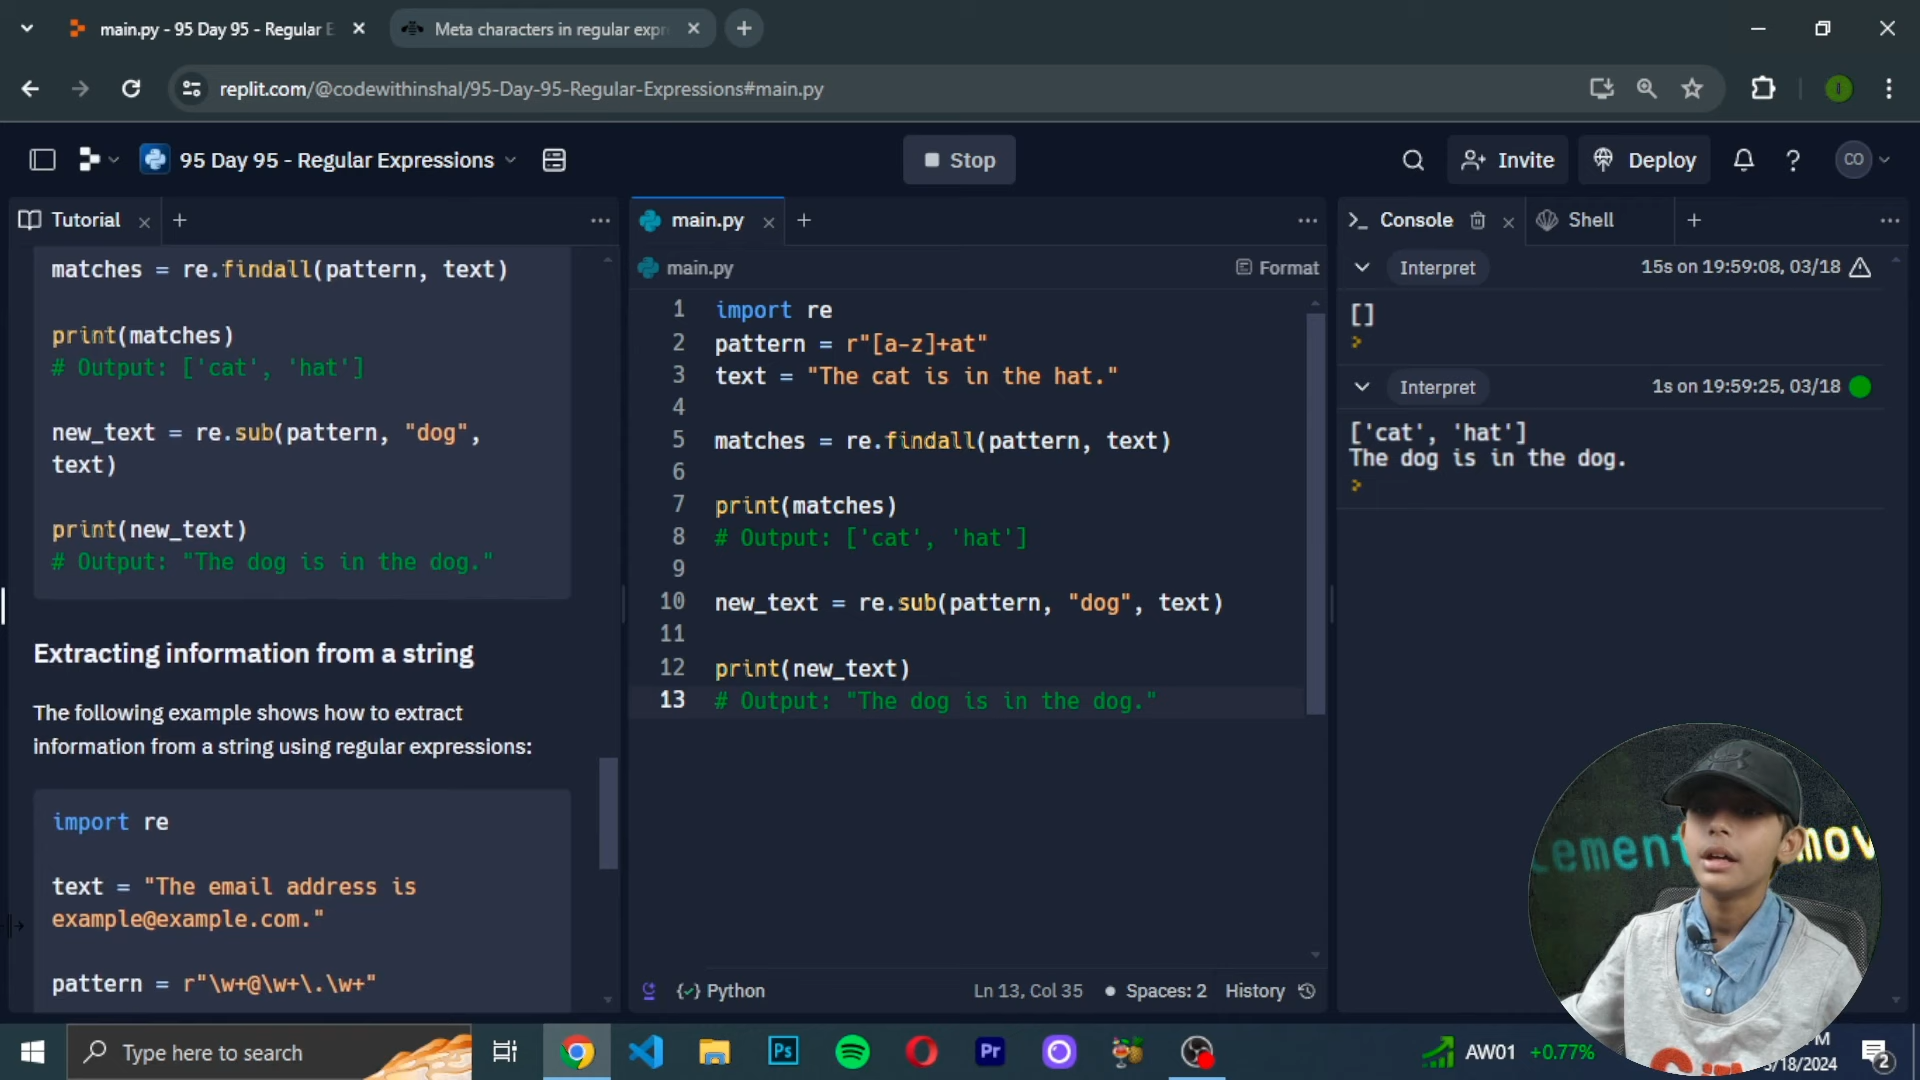 main.py - 95 Day 95 - Regular E
Meta characters in regular expr
replit.com/@codewithinshal/95-Day-95-Regular-Expressions#main.py
I
95 Day 95 - Regular Expressions
Stop
Invite
Deploy
CO
Tutorial
matches = re.findall(pattern, text)
print(matches)
# Output: ['cat', 'hat']
new_text = re.sub(pattern, "dog",
text)
print(new_text)
# Output: "The dog is in the dog."
Extracting information from a string
The following example shows how to extract
information from a string using regular expressions:
import re
text = "The email address is
example@example.com."
pattern = r"\w+@\w+\.\w+"
main.py
main.py
Format
1 import re
2 pattern = r"[a-z]+at"
3 text = "The cat is in the hat."
4
5 matches = re.findall(pattern, text)
6
7 print(matches)
8 # Output: ['cat', 'hat']
9
10 new_text = re.sub(pattern, "dog", text)
11
12 print(new_text)
13 # Output: "The dog is in the dog."
Python
Ln 13, Col 35
Spaces: 2
History
Console
Shell
Interpret
15s on 19:59:08, 03/18
[]
Interpret
1s on 19:59:25, 03/18
['cat', 'hat']
The dog is in the dog.
lement
mov
Type here to search
Ps
Pr
AW01 +0.77%
M
3/18/2024
2